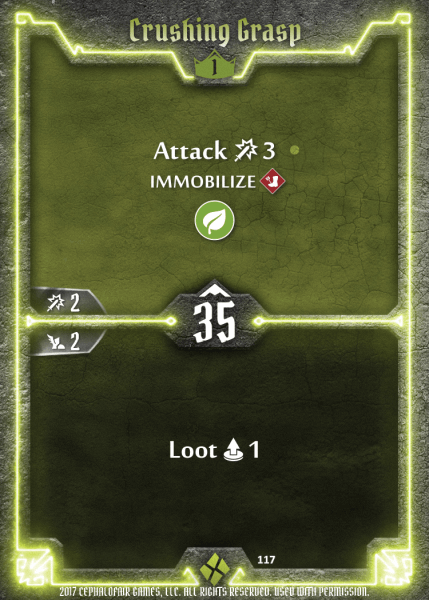 Crushing Grasp
1
Attack 3
IMMOBILIZE
2
35
2
Loot 1
117
2017 CEPHALOFAIR GAMES, LLC. ALL RIGHTS RESERVED. USED WITH PERMISSION.